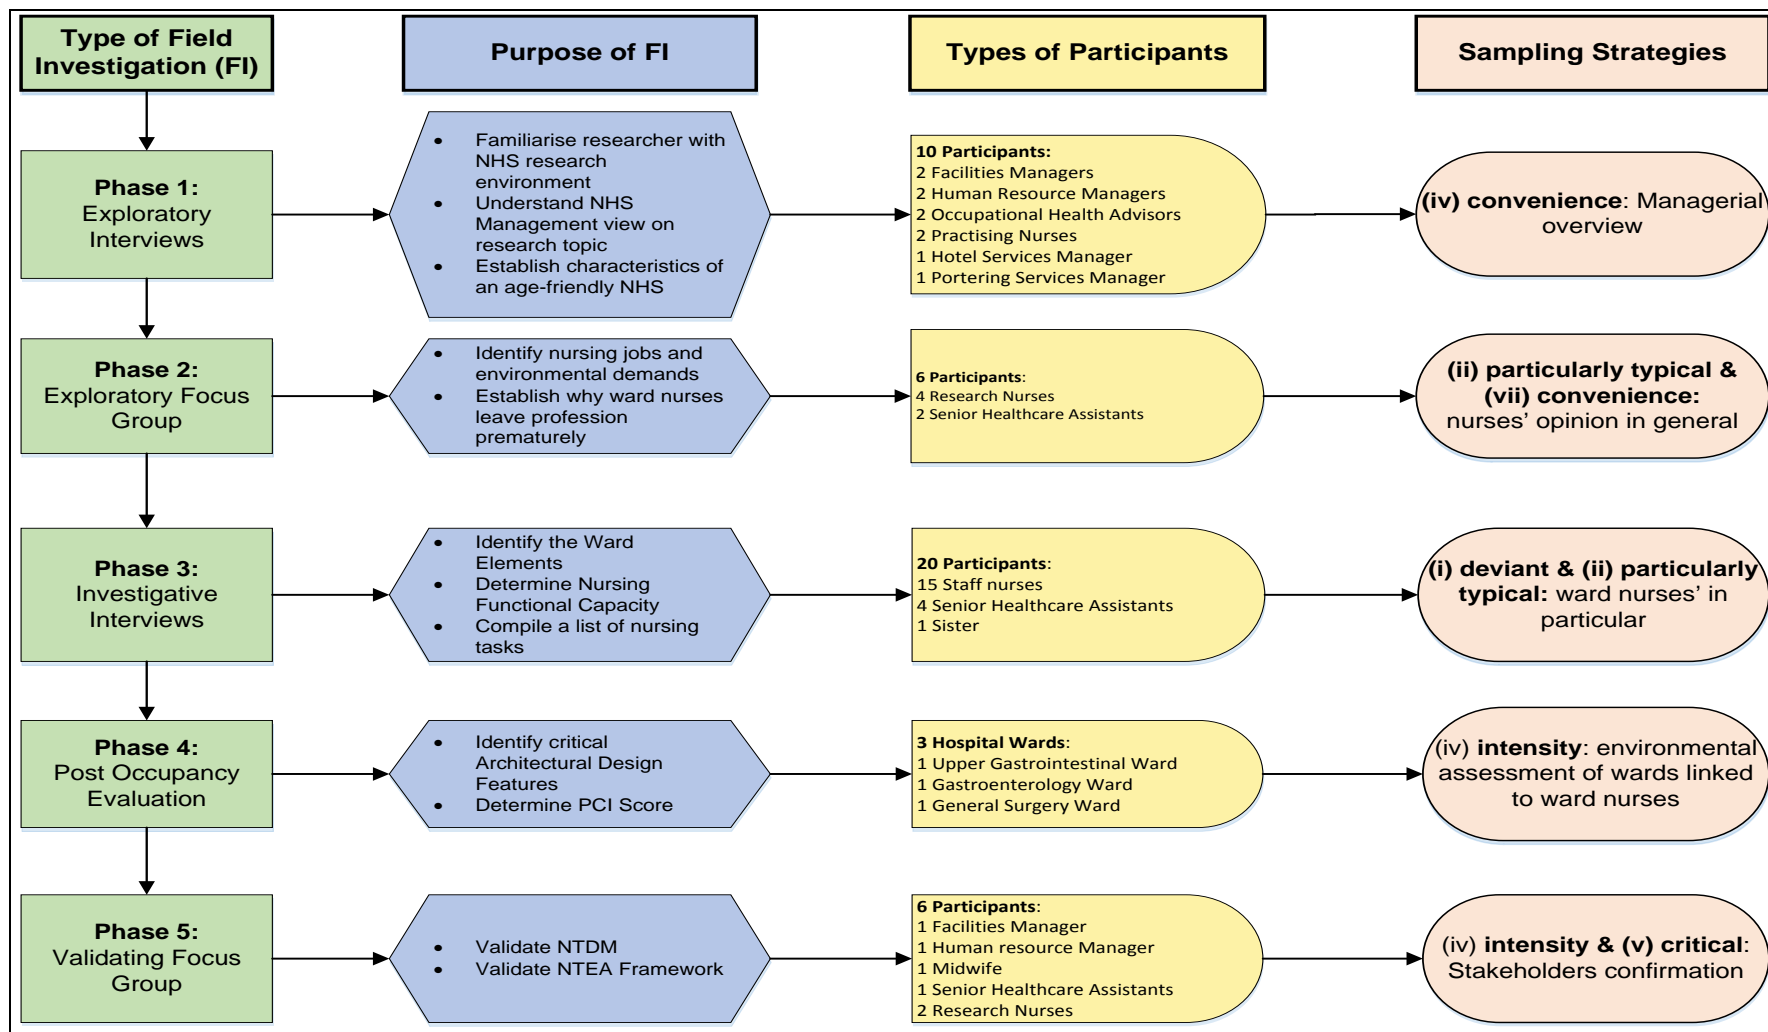 Type of Field
Investigation (FI)
Purpose of FI
Types of Participants
Sampling Strategies
Phase 1:
Exploratory
Interviews
• Familiarise researcher with
NHS research
environment
• Understand NHS
Management view on
research topic
• Establish characteristics of
an age-friendly NHS
10 Participants:
2 Facilities Managers
2 Human Resource Managers
2 Occupational Health Advisors
2 Practising Nurses
1 Hotel Services Manager
1 Portering Services Manager
(iv) convenience: Managerial
overview
Phase 2:
Exploratory Focus
Group
• Identify nursing jobs and
environmental demands
• Establish why ward nurses
leave profession
prematurely
6 Participants:
4 Research Nurses
2 Senior Healthcare Assistants
(ii) particularly typical &
(vii) convenience:
nurses’ opinion in general
Phase 3:
Investigative
Interviews
• Identify the Ward
Elements
• Determine Nursing
Functional Capacity
• Compile a list of nursing
tasks
20 Participants:
15 Staff nurses
4 Senior Healthcare Assistants
1 Sister
(i) deviant & (ii) particularly
typical: ward nurses’ in
particular
Phase 4:
Post Occupancy
Evaluation
• Identify critical
Architectural Design
Features
• Determine PCI Score
3 Hospital Wards:
1 Upper Gastrointestinal Ward
1 Gastroenterology Ward
1 General Surgery Ward
(iv) intensity: environmental
assessment of wards linked
to ward nurses
Phase 5:
Validating Focus
Group
• Validate NTDM
• Validate NTEA Framework
6 Participants:
1 Facilities Manager
1 Human resource Manager
1 Midwife
1 Senior Healthcare Assistants
2 Research Nurses
(iv) intensity & (v) critical:
Stakeholders confirmation